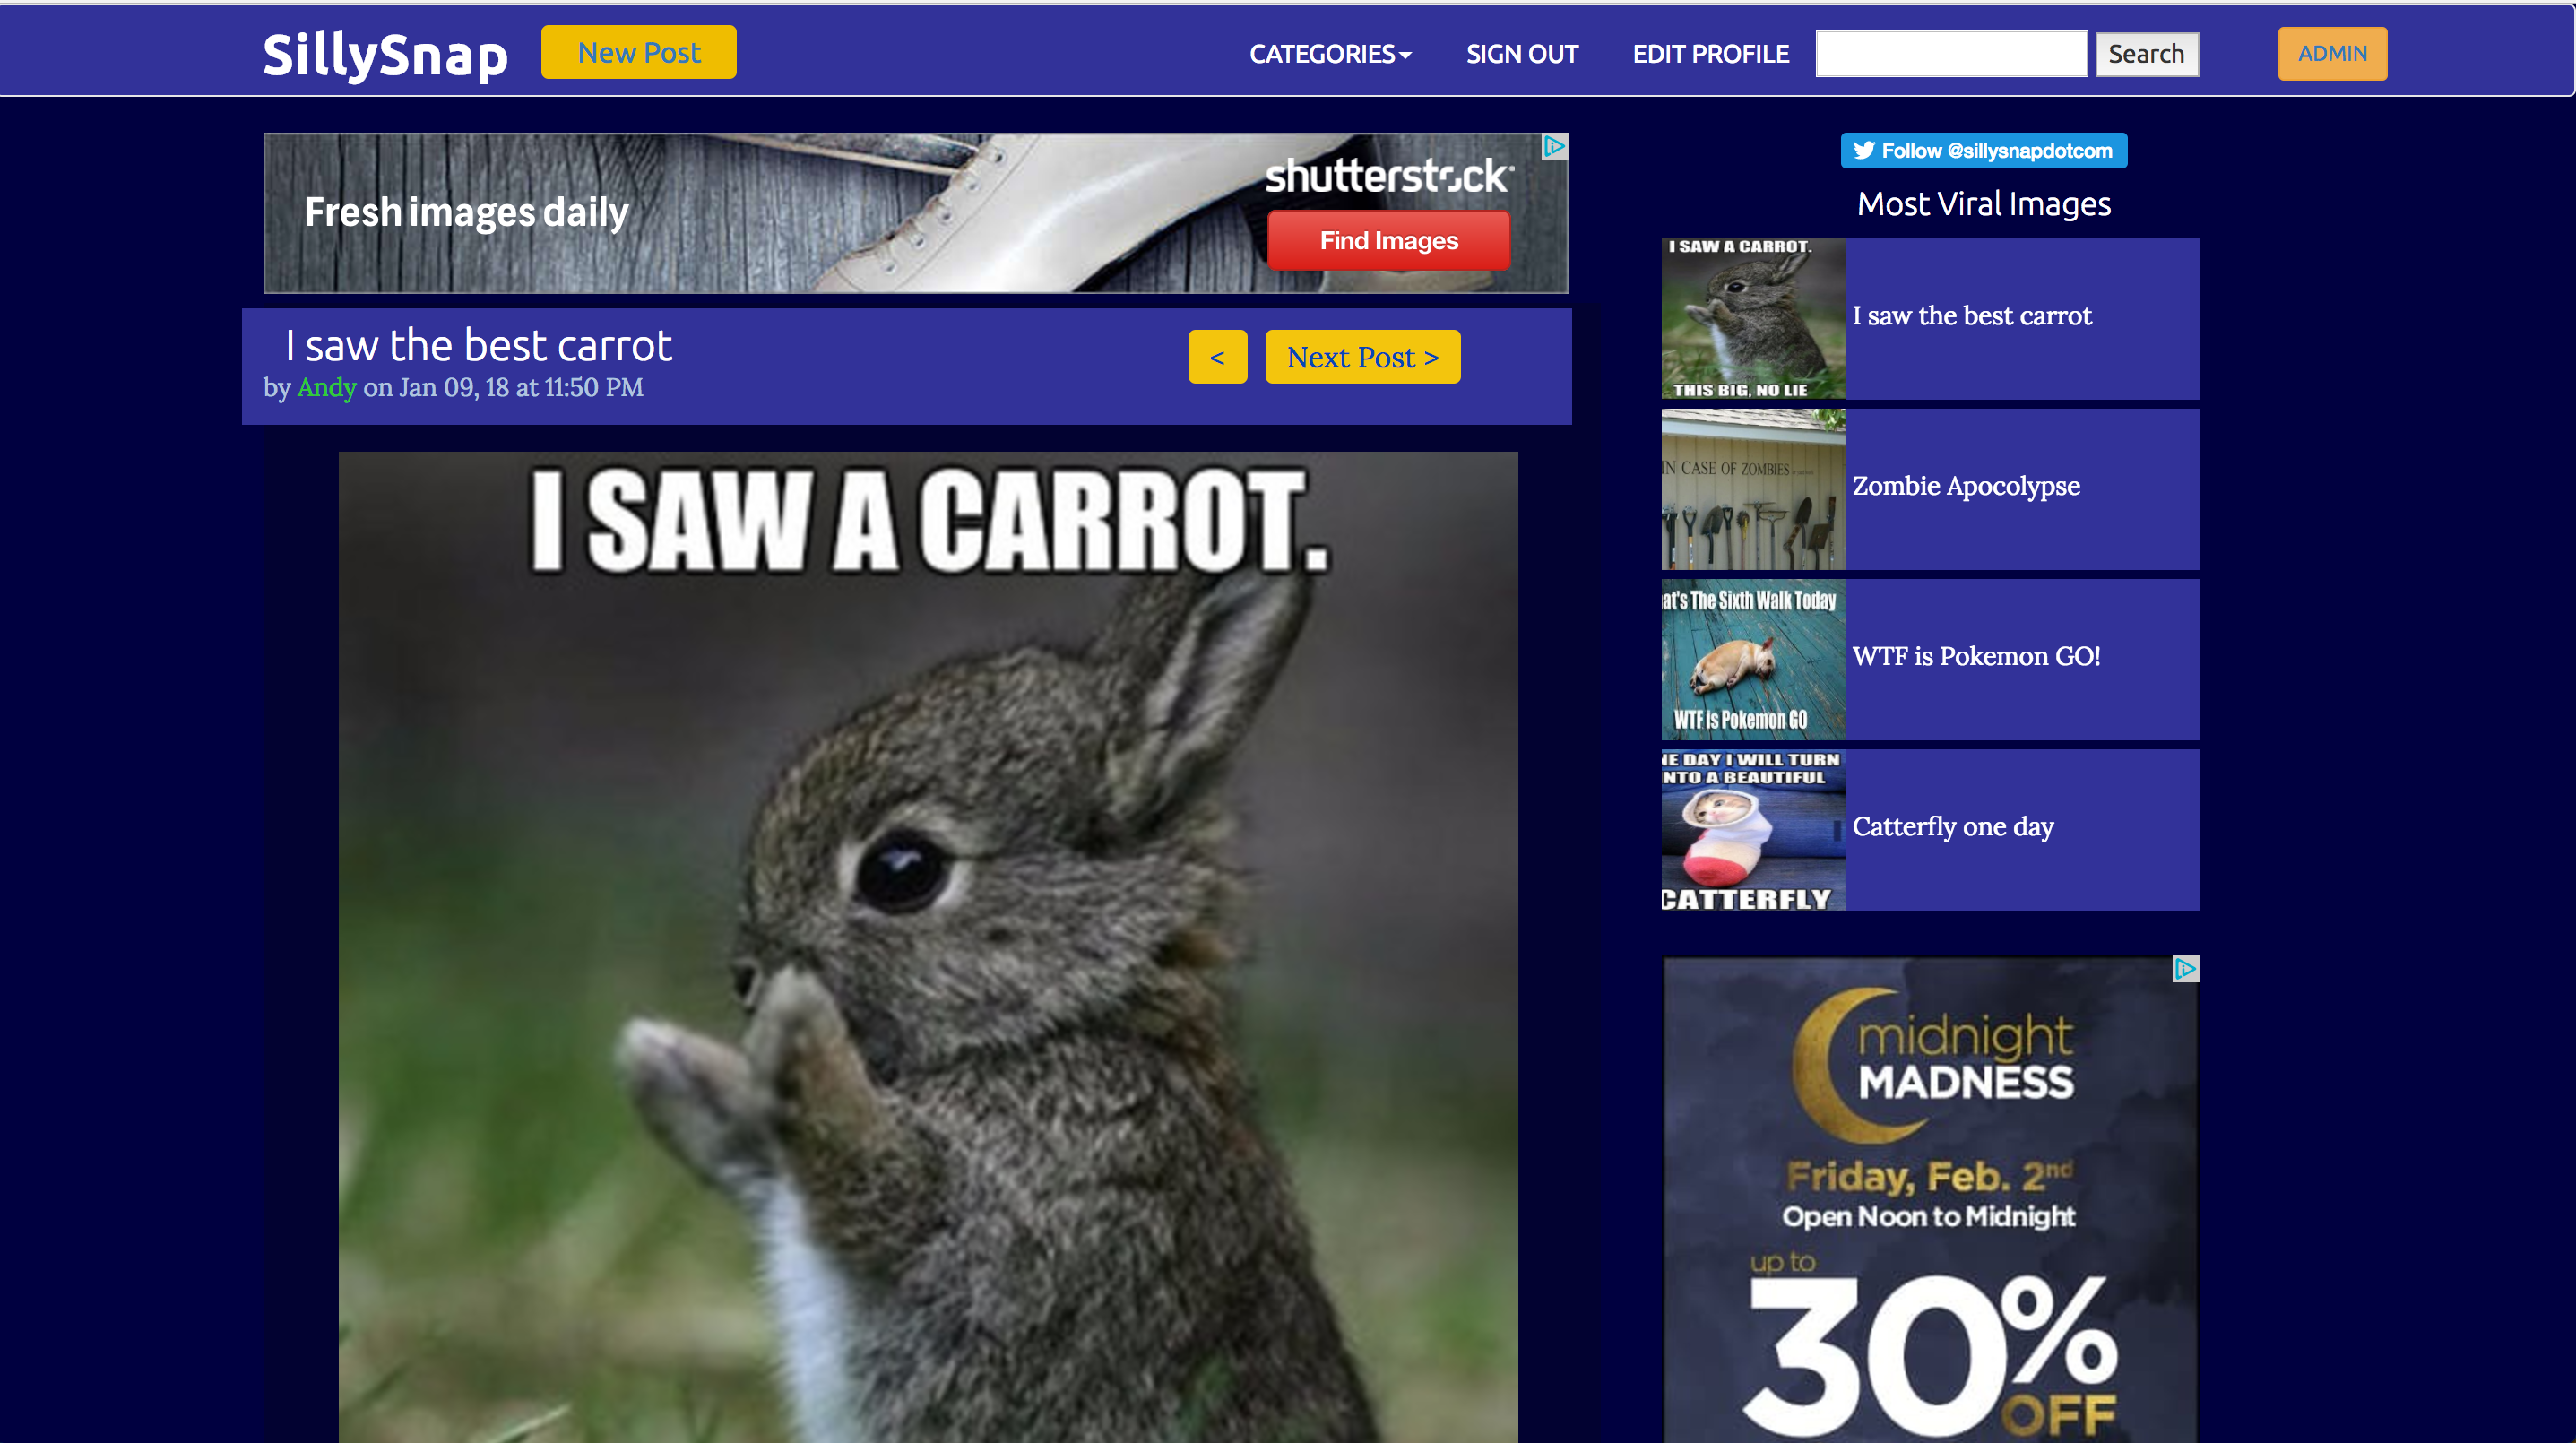 SillySnap
New Post
CATEGORIES
SIGN OUT
EDIT PROFILE
Search
ADMIN
Fresh images daily
shutterstock
Find Images
I saw the best carrot
by Andy on Jan 09, 18 at 11:50 PM
<
Next Post >
I SAW A CARROT.
Follow @sillysnapdotcom
Most Viral Images
I SAW A CARROT.
THIS BIG, NO LIE
I saw the best carrot
IN CASE OF ZOMBIES
Zombie Apocolypse
at's The Sixth Walk Today
WTF is Pokemon GO
WTF is Pokemon GO!
NE DAY I WILL TURN
NTO A BEAUTIFUL
CATTERFLY
Catterfly one day
midnight
MADNESS
Friday, Feb. 2nd
Open Noon to Midnight
up to
30%
OFF